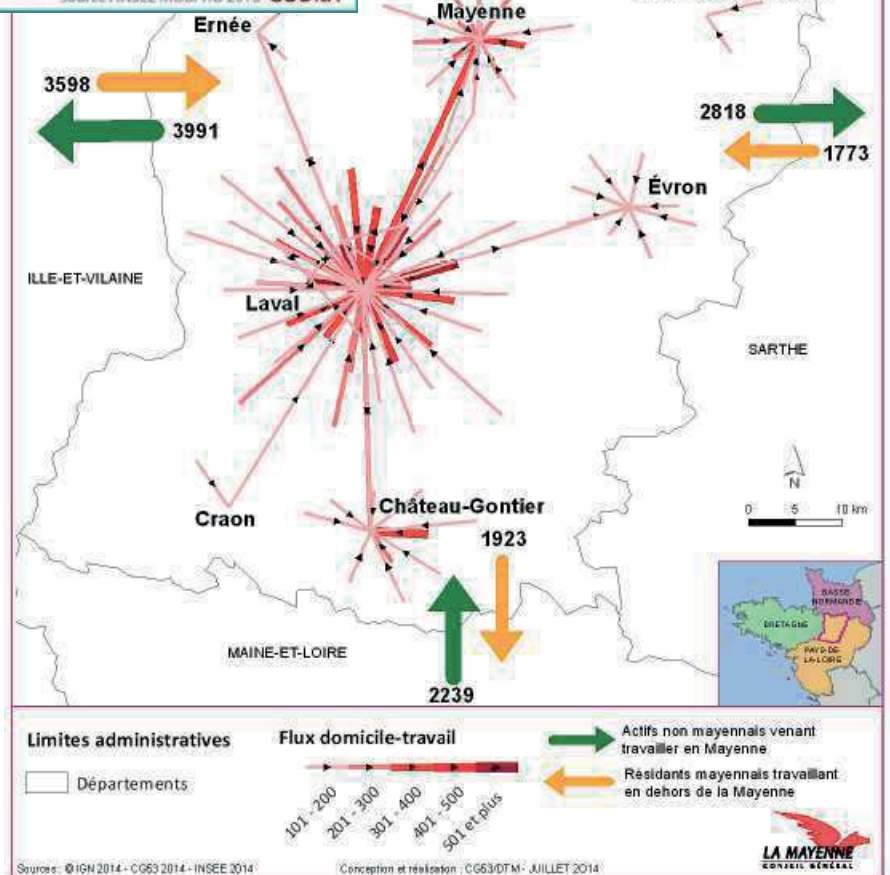 Mayenne
Ernée
3598
3991
2818
1773
Évron
ILLE-ET-VILAINE
Laval
SARTHE
N
0 5 10 km
Craon
Château-Gontier
1923
MAINE-ET-LOIRE
2239
BASSE-
NORMANDIE
BRETAGNE
PAYS-DE-
LA-LOIRE
Limites administratives
Départements
Flux domicile-travail
101 - 200
201 - 300
301 - 400
401 - 500
501 et plus
Actifs non mayennais venant
travailler en Mayenne
Résidants mayennais travaillant
en dehors de la Mayenne
LA MAYENNE
CONSEIL GÉNÉRAL
Sources : © IGN 2014 - CG53 2014 - INSEE 2014
Conception et réalisation : CG53/DTM - JUILLET 2014